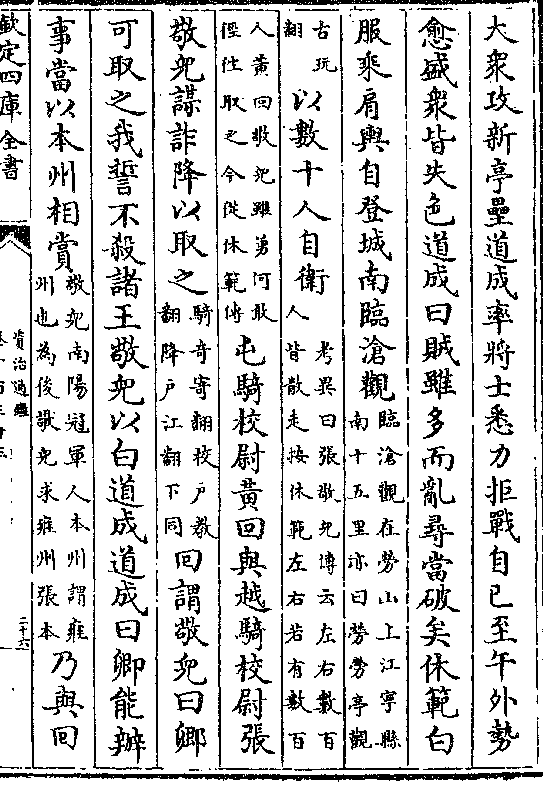 大衆攻新亭壘道成率將士悉力拒戰自巳至午外勢
愈盛衆皆失色道成曰賊雖多而亂尋當破矣休範白
服乘肩輿自登城南臨滄觀臨滄觀在勞山上江寧縣
南十五里亦曰勞勞亭觀
古玩
翻以數十人自衛考異曰張敬兒傳云左右數百
人皆散走按休範左右若有數百
人黃回敬兒雖勇何敢
徑往取之今從休範傳屯騎校尉黃回與越騎校尉張
敬兒謀詐降以取之騎奇寄翻校戶教
翻降戶江翻下同回謂敬兒曰卿
可取之我誓不殺諸王敬兒以白道成道成曰卿能辦
事當以本州相賞敬兒南陽冠軍人本州謂雍
州也為後敬兒求雍州張本乃與回
欽定四庫全書
資治通鑑
卷一百三十三
二十六